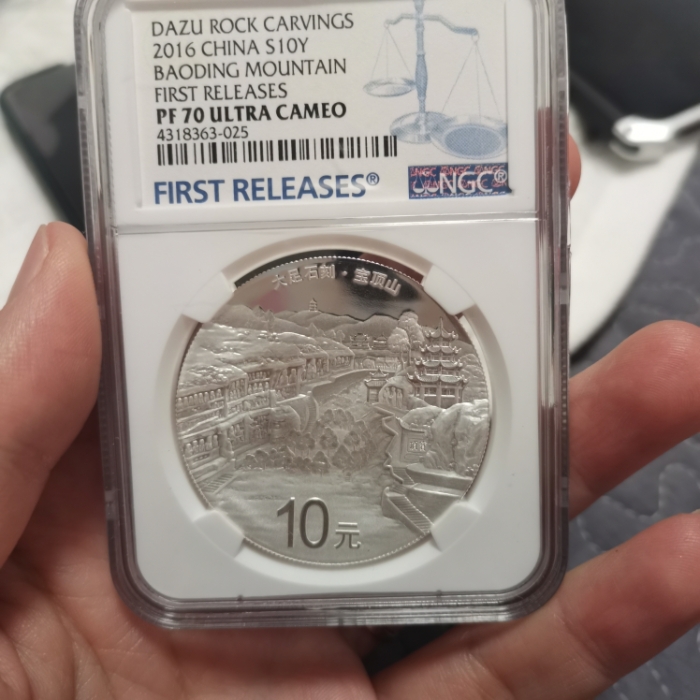 DAZU ROCK CARVINGS
2016 CHINA S10Y
BAODING MOUNTAIN
FIRST RELEASES
PF 70 ULTRA CAMEO
4318363-025
FIRST RELEASES®
NGC®
大足石刻·宝顶山
10元